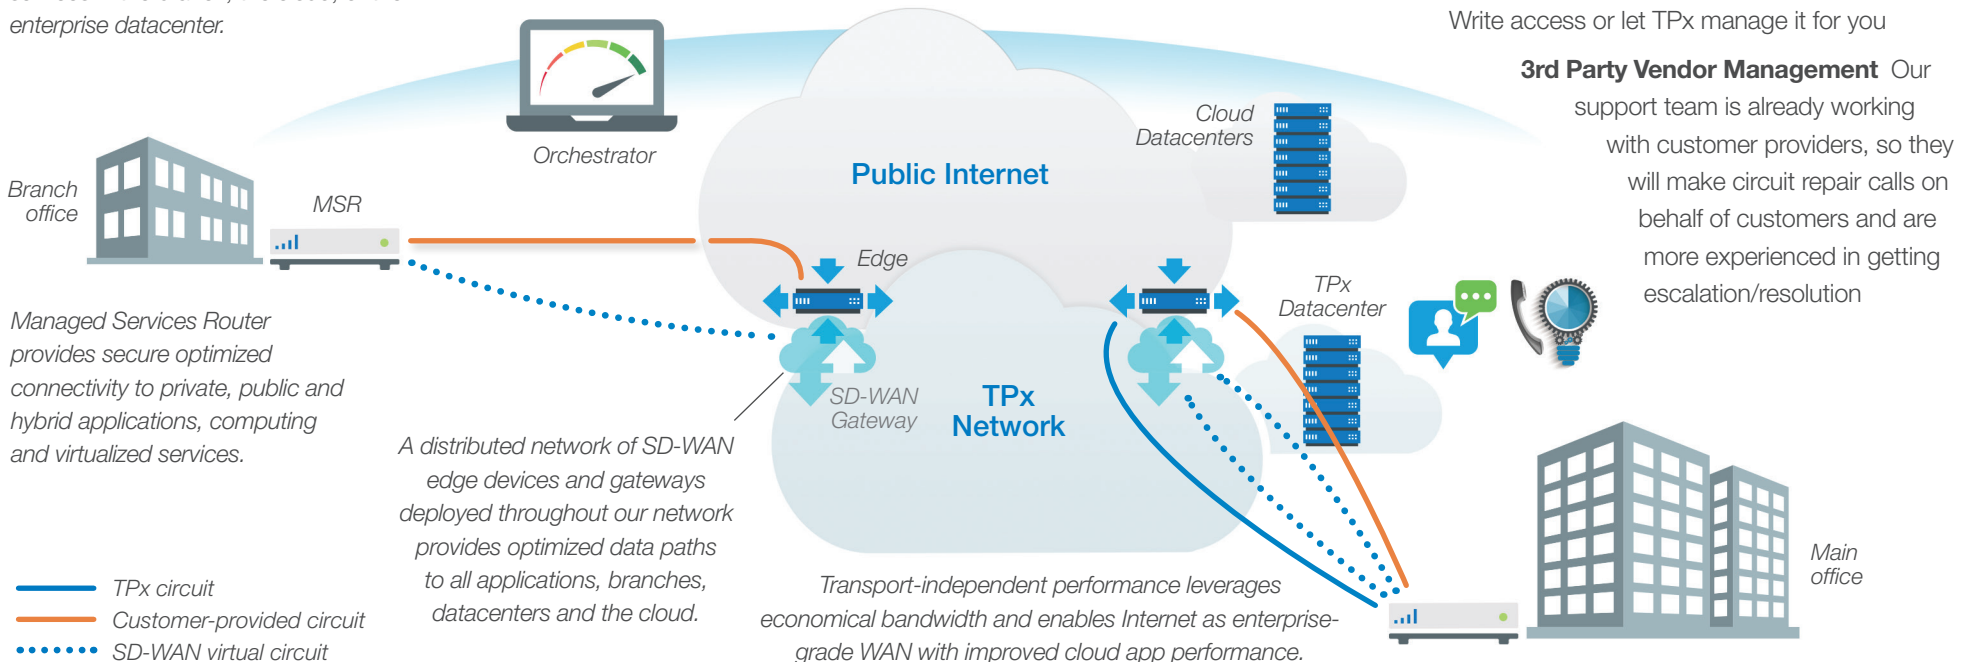 enterprise datacenter.
Orchestrator
Branch
office
MSR
Managed Services Router
provides secure optimized
connectivity to private, public and
hybrid applications, computing
and virtualized services.
Public Internet
Cloud
Datacenters
Edge
SD-WAN
Gateway
TPx
Network
TPx
Datacenter
A distributed network of SD-WAN
edge devices and gateways
deployed throughout our network
provides optimized data paths
to all applications, branches,
datacenters and the cloud.
Write access or let TPx manage it for you
3rd Party Vendor Management Our
support team is already working
with customer providers, so they
will make circuit repair calls on
behalf of customers and are
more experienced in getting
escalation/resolution
Main
office
Transport-independent performance leverages
economical bandwidth and enables Internet as enterprise-
grade WAN with improved cloud app performance.
TPx circuit
Customer-provided circuit
SD-WAN virtual circuit